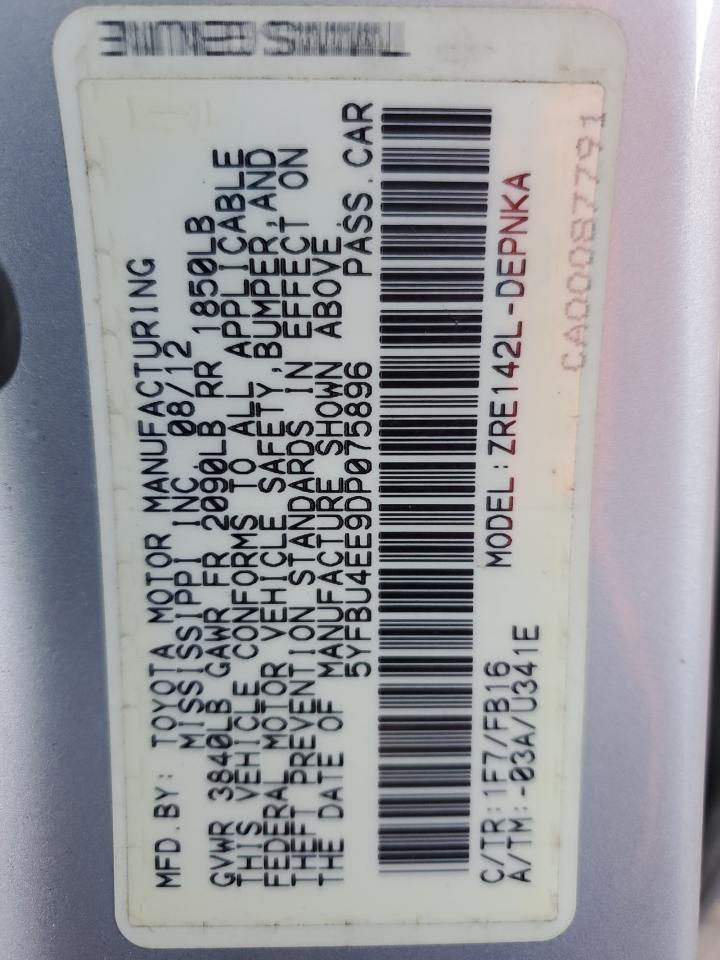 MFD.BY: TOYOTA MOTOR MANUFACTURING
MISSISSIPPI INC. 08/12
GVWR 3840LB GAWR FR 2090LB RR 1850LB
THIS VEHICLE CONFORMS TO ALL APPLICABLE
FEDERAL MOTOR VEHICLE SAFETY,BUMPER,AND
THEFT PREVENTION STANDARDS IN EFFECT ON
THE DATE OF MANUFACTURE SHOWN ABOVE
5YFBU4EE9DP075896 PASS.CAR
C/TR:1F7/FB16 MODEL:ZRE142L-DEPNKA
A/TM:-03A/U341E
CA00087791